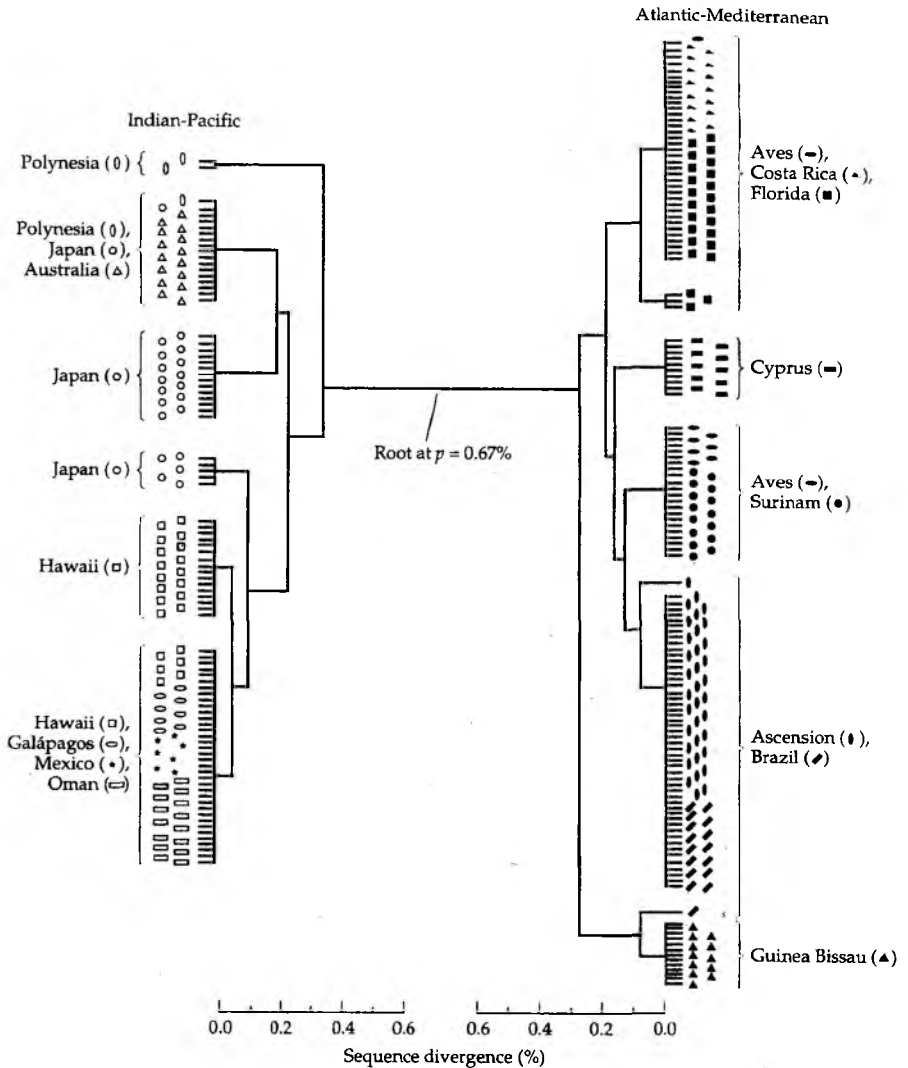 Atlantic-Mediterranean
Indian-Pacific
Polynesia
Polynesia
Japan
Australia
Japan
Japan
Hawaii
Hawaii
Galápagos
Mexico
Oman
Root at p = 0.67%
Aves
Costa Rica
Florida
Cyprus
Aves
Surinam
Ascension
Brazil
Guinea Bissau
0.0 0.2 0.4 0.6 0.6 0.4 0.2 0.0
Sequence divergence (%)